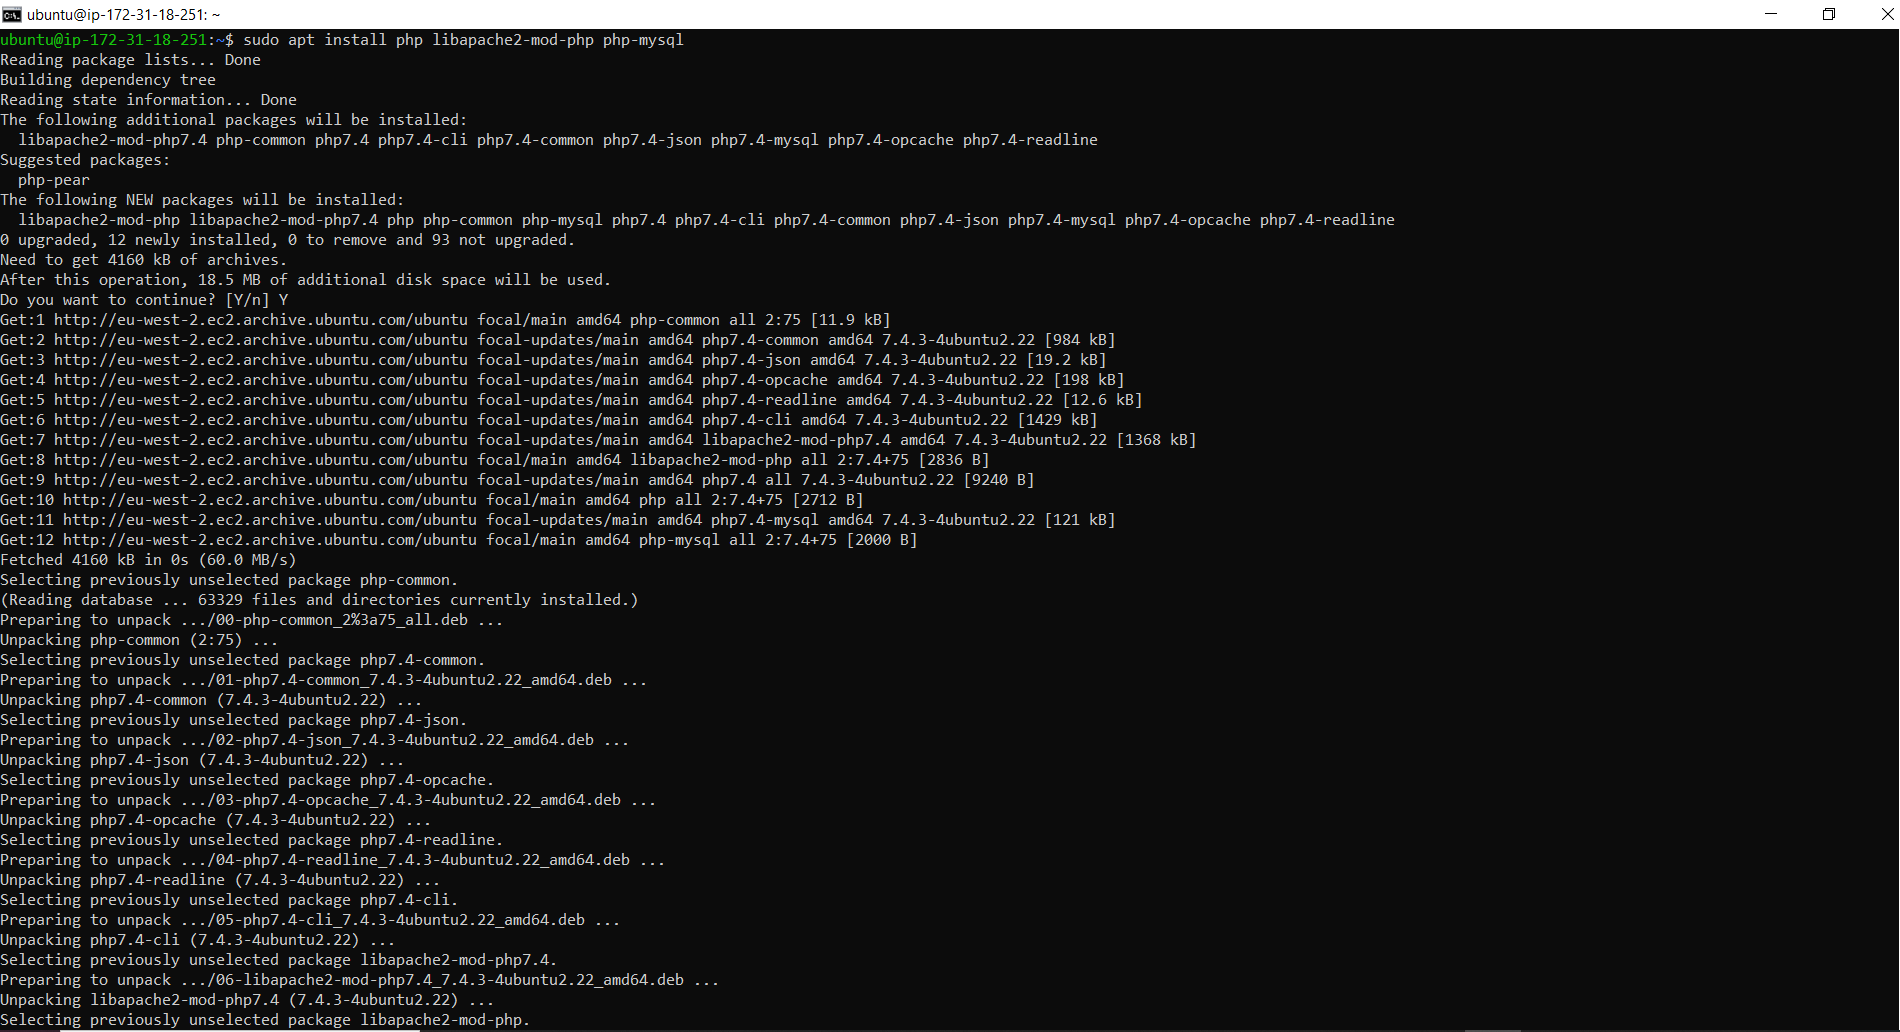 ubuntu@ip-172-31-18-251: ~
ubuntu@ip-172-31-18-251:~$ sudo apt install php libapache2-mod-php php-mysql
Reading package lists... Done
Building dependency tree
Reading state information... Done
The following additional packages will be installed:
  libapache2-mod-php7.4 php-common php7.4 php7.4-cli php7.4-common php7.4-json php7.4-mysql php7.4-opcache php7.4-readline
Suggested packages:
  php-pear
The following NEW packages will be installed:
  libapache2-mod-php libapache2-mod-php7.4 php php-common php-mysql php7.4 php7.4-cli php7.4-common php7.4-json php7.4-mysql php7.4-opcache php7.4-readline
0 upgraded, 12 newly installed, 0 to remove and 93 not upgraded.
Need to get 4160 kB of archives.
After this operation, 18.5 MB of additional disk space will be used.
Do you want to continue? [Y/n] Y
Get:1 http://eu-west-2.ec2.archive.ubuntu.com/ubuntu focal/main amd64 php-common all 2:75 [11.9 kB]
Get:2 http://eu-west-2.ec2.archive.ubuntu.com/ubuntu focal-updates/main amd64 php7.4-common amd64 7.4.3-4ubuntu2.22 [984 kB]
Get:3 http://eu-west-2.ec2.archive.ubuntu.com/ubuntu focal-updates/main amd64 php7.4-json amd64 7.4.3-4ubuntu2.22 [19.2 kB]
Get:4 http://eu-west-2.ec2.archive.ubuntu.com/ubuntu focal-updates/main amd64 php7.4-opcache amd64 7.4.3-4ubuntu2.22 [198 kB]
Get:5 http://eu-west-2.ec2.archive.ubuntu.com/ubuntu focal-updates/main amd64 php7.4-readline amd64 7.4.3-4ubuntu2.22 [12.6 kB]
Get:6 http://eu-west-2.ec2.archive.ubuntu.com/ubuntu focal-updates/main amd64 php7.4-cli amd64 7.4.3-4ubuntu2.22 [1429 kB]
Get:7 http://eu-west-2.ec2.archive.ubuntu.com/ubuntu focal-updates/main amd64 libapache2-mod-php7.4 amd64 7.4.3-4ubuntu2.22 [1368 kB]
Get:8 http://eu-west-2.ec2.archive.ubuntu.com/ubuntu focal/main amd64 libapache2-mod-php all 2:7.4+75 [2836 B]
Get:9 http://eu-west-2.ec2.archive.ubuntu.com/ubuntu focal-updates/main amd64 php7.4 all 7.4.3-4ubuntu2.22 [9240 B]
Get:10 http://eu-west-2.ec2.archive.ubuntu.com/ubuntu focal/main amd64 php all 2:7.4+75 [2712 B]
Get:11 http://eu-west-2.ec2.archive.ubuntu.com/ubuntu focal-updates/main amd64 php7.4-mysql amd64 7.4.3-4ubuntu2.22 [121 kB]
Get:12 http://eu-west-2.ec2.archive.ubuntu.com/ubuntu focal/main amd64 php-mysql all 2:7.4+75 [2000 B]
Fetched 4160 kB in 0s (60.0 MB/s)
Selecting previously unselected package php-common.
(Reading database ... 63329 files and directories currently installed.)
Preparing to unpack .../00-php-common_2%3a75_all.deb ...
Unpacking php-common (2:75) ...
Selecting previously unselected package php7.4-common.
Preparing to unpack .../01-php7.4-common_7.4.3-4ubuntu2.22_amd64.deb ...
Unpacking php7.4-common (7.4.3-4ubuntu2.22) ...
Selecting previously unselected package php7.4-json.
Preparing to unpack .../02-php7.4-json_7.4.3-4ubuntu2.22_amd64.deb ...
Unpacking php7.4-json (7.4.3-4ubuntu2.22) ...
Selecting previously unselected package php7.4-opcache.
Preparing to unpack .../03-php7.4-opcache_7.4.3-4ubuntu2.22_amd64.deb ...
Unpacking php7.4-opcache (7.4.3-4ubuntu2.22) ...
Selecting previously unselected package php7.4-readline.
Preparing to unpack .../04-php7.4-readline_7.4.3-4ubuntu2.22_amd64.deb ...
Unpacking php7.4-readline (7.4.3-4ubuntu2.22) ...
Selecting previously unselected package php7.4-cli.
Preparing to unpack .../05-php7.4-cli_7.4.3-4ubuntu2.22_amd64.deb ...
Unpacking php7.4-cli (7.4.3-4ubuntu2.22) ...
Selecting previously unselected package libapache2-mod-php7.4.
Preparing to unpack .../06-libapache2-mod-php7.4_7.4.3-4ubuntu2.22_amd64.deb ...
Unpacking libapache2-mod-php7.4 (7.4.3-4ubuntu2.22) ...
Selecting previously unselected package libapache2-mod-php.